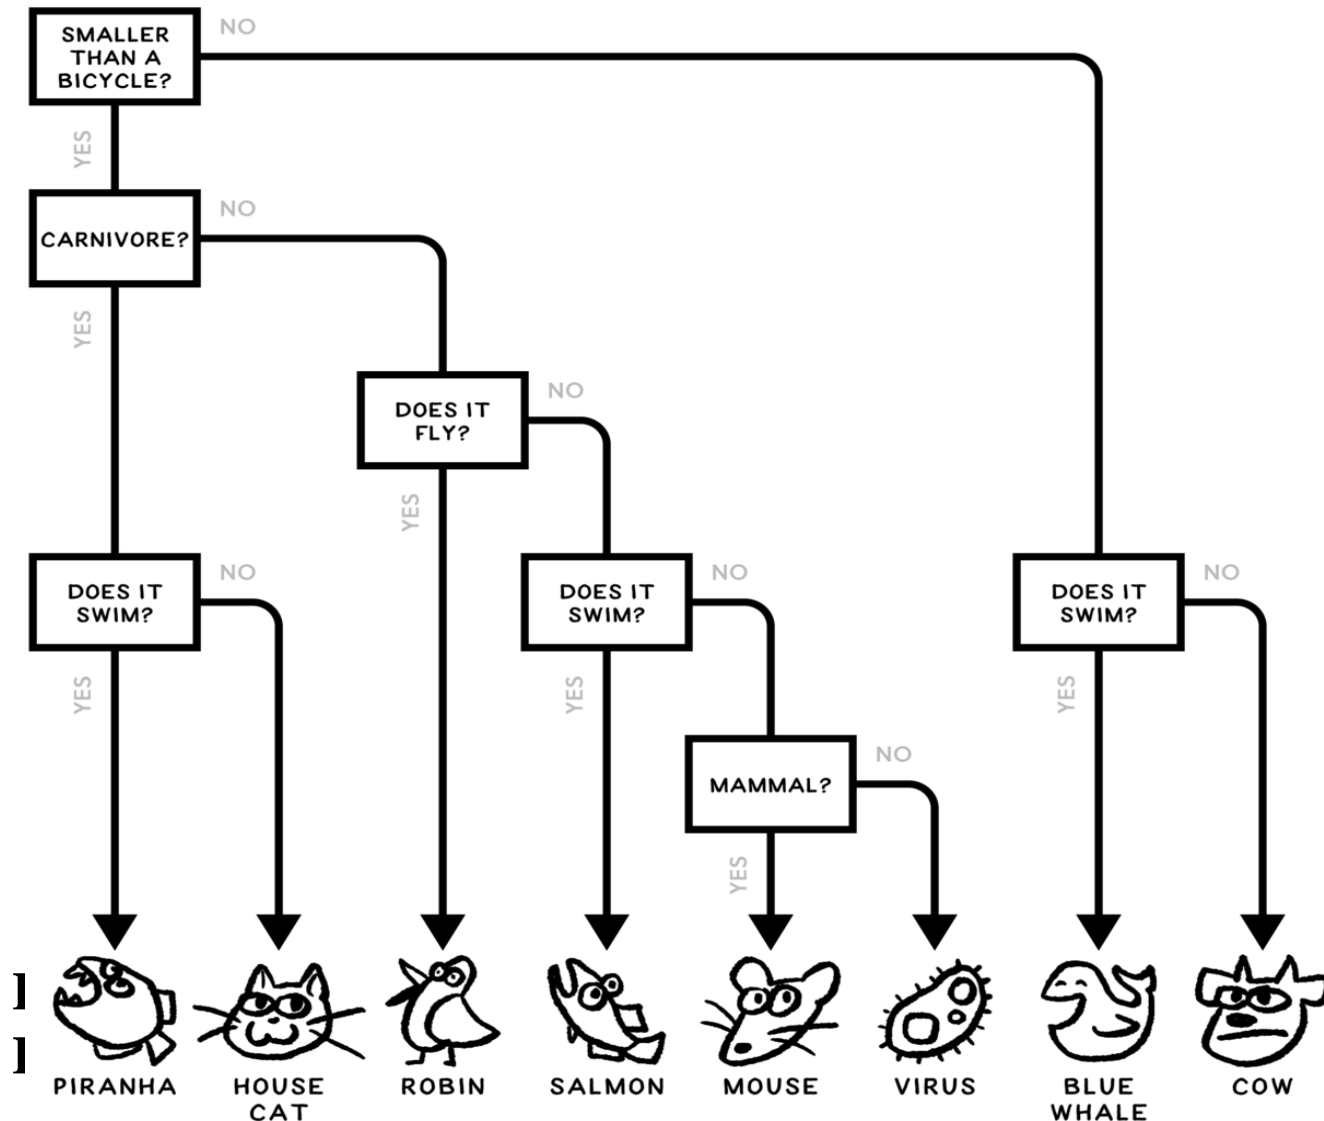 SMALLER
THAN A
BICYCLE?
NO
YES
CARNIVORE?
NO
YES
DOES IT
FLY?
NO
YES
DOES IT
SWIM?
NO
YES
DOES IT
SWIM?
NO
YES
DOES IT
SWIM?
NO
YES
MAMMAL?
NO
YES
]
]
PIRANHA
HOUSE
CAT
ROBIN
SALMON
MOUSE
VIRUS
BLUE
WHALE
COW